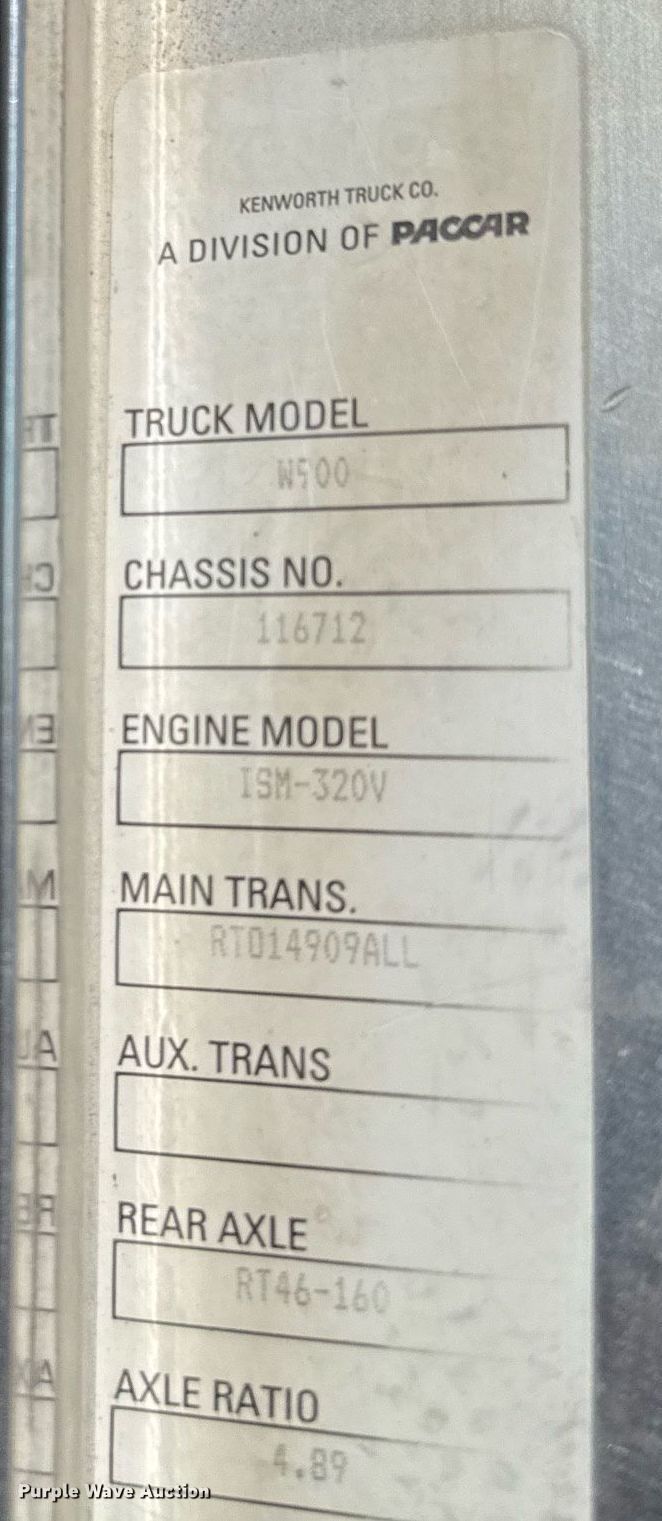 KENWORTH TRUCK CO.
A DIVISION OF PACCAR
TRUCK MODEL
W900
CHASSIS NO.
116712
ENGINE MODEL
ISM-320V
MAIN TRANS.
RTO14909ALL
AUX. TRANS
REAR AXLE
RT46-160
AXLE RATIO
4.89
Purple Wave Auction